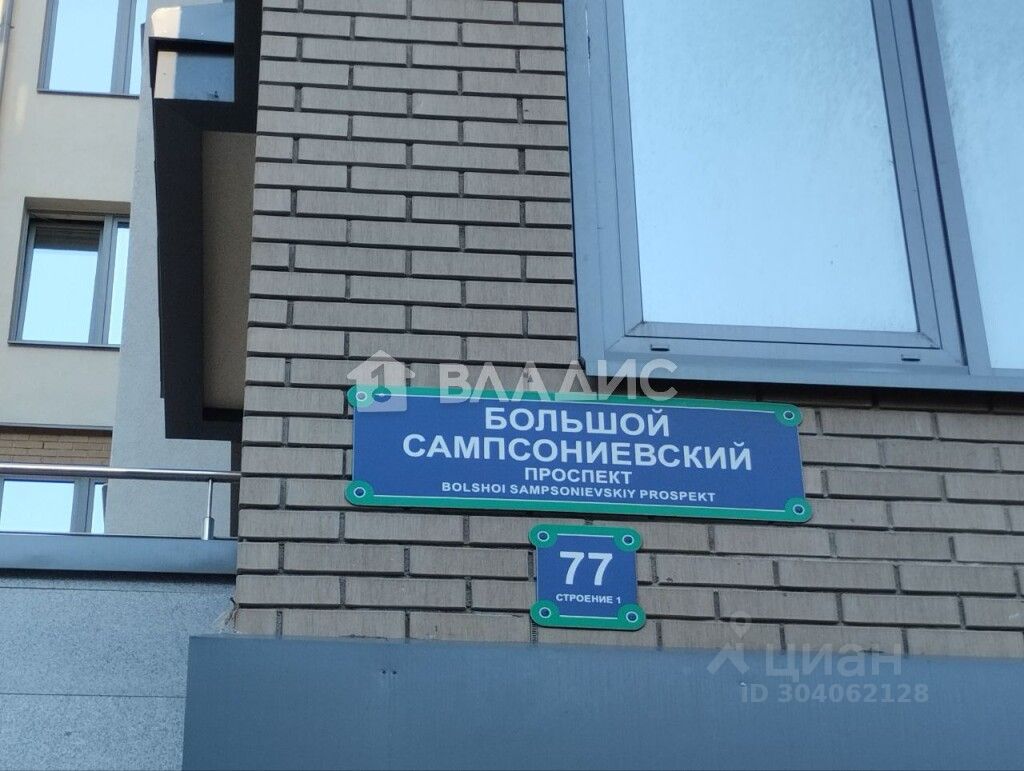 ВЛАДИС
БОЛЬШОЙ
САМПСОНИЕВСКИЙ
ПРОСПЕКТ
BOLSHOI SAMPSONIEVSKIY PROSPEKT
77
СТРОЕНИЕ 1
циан
ID 304062128